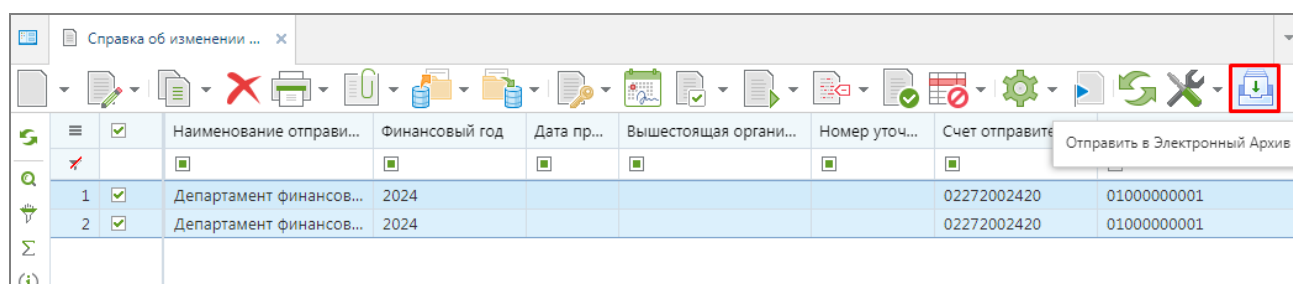 Справка об изменении ...
Наименование отправи... Финансовый год Дата пр... Вышестоящая органи... Номер уточ... Счет отправите
Отправить в Электронный Архив
1 Департамент финансов... 2024 02272002420 01000000001
2 Департамент финансов... 2024 02272002420 01000000001